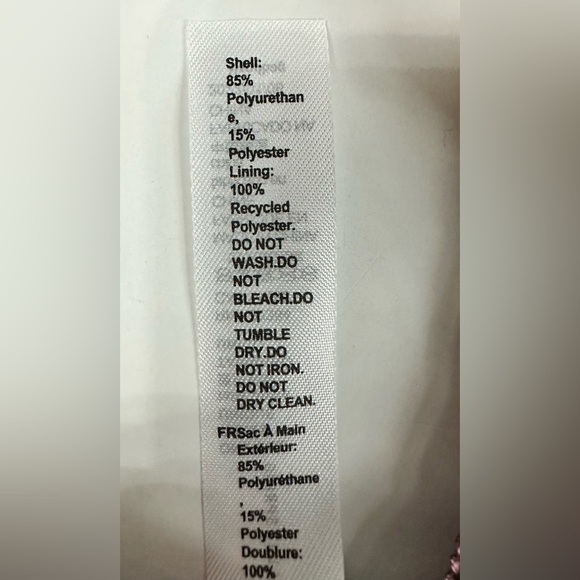 Shell:
85%
Polyurethan
e,
15%
Polyester
Lining:
100%
Recycled
Polyester.
DO NOT
WASH.DO
NOT
BLEACH.DO
NOT
TUMBLE
DRY.DO
NOT IRON.
DO NOT
DRY CLEAN.
FRSac À Main
Extérieur:
85%
Polyuréthane
,
15%
Polyester
Doublure:
100%